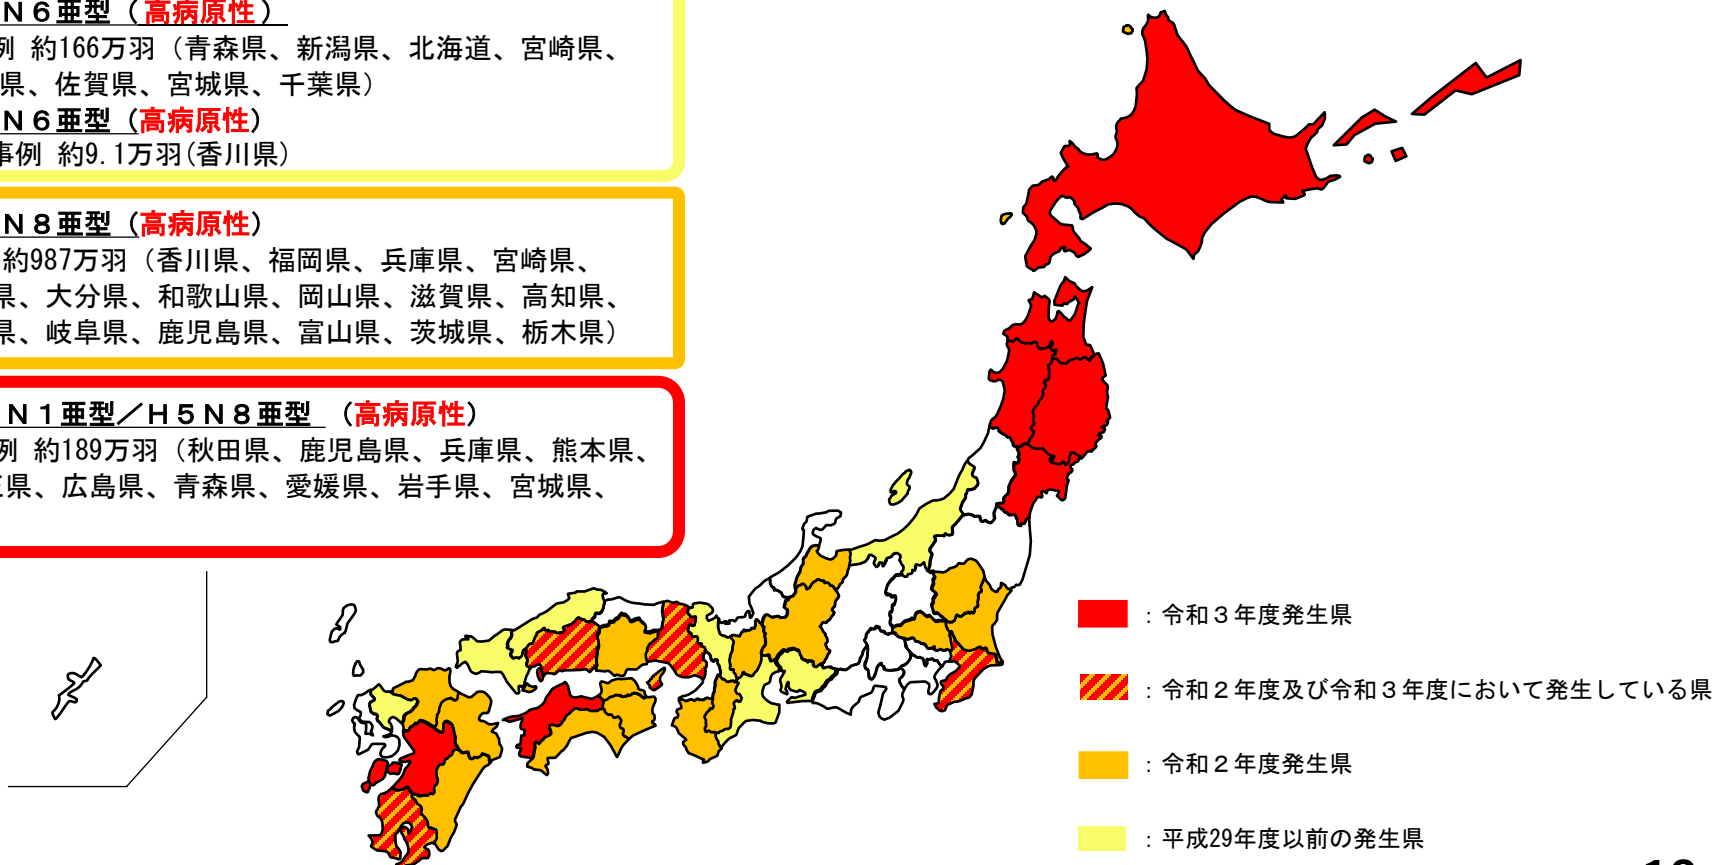 Ｎ６亜型（高病原性）
例 約166万羽（青森県、新潟県、北海道、宮崎県、
県、佐賀県、宮城県、千葉県）
Ｎ６亜型（高病原性）
事例 約9.1万羽(香川県)
Ｎ８亜型（高病原性）
約987万羽（香川県、福岡県、兵庫県、宮崎県、
県、大分県、和歌山県、岡山県、滋賀県、高知県、
県、岐阜県、鹿児島県、富山県、茨城県、栃木県）
Ｎ１亜型／Ｈ５Ｎ８亜型 （高病原性）
例 約189万羽（秋田県、鹿児島県、兵庫県、熊本県、
県、広島県、青森県、愛媛県、岩手県、宮城県、
：令和３年度発生県
：令和２年度及び令和３年度において発生している県
：令和２年度発生県
：平成29年度以前の発生県